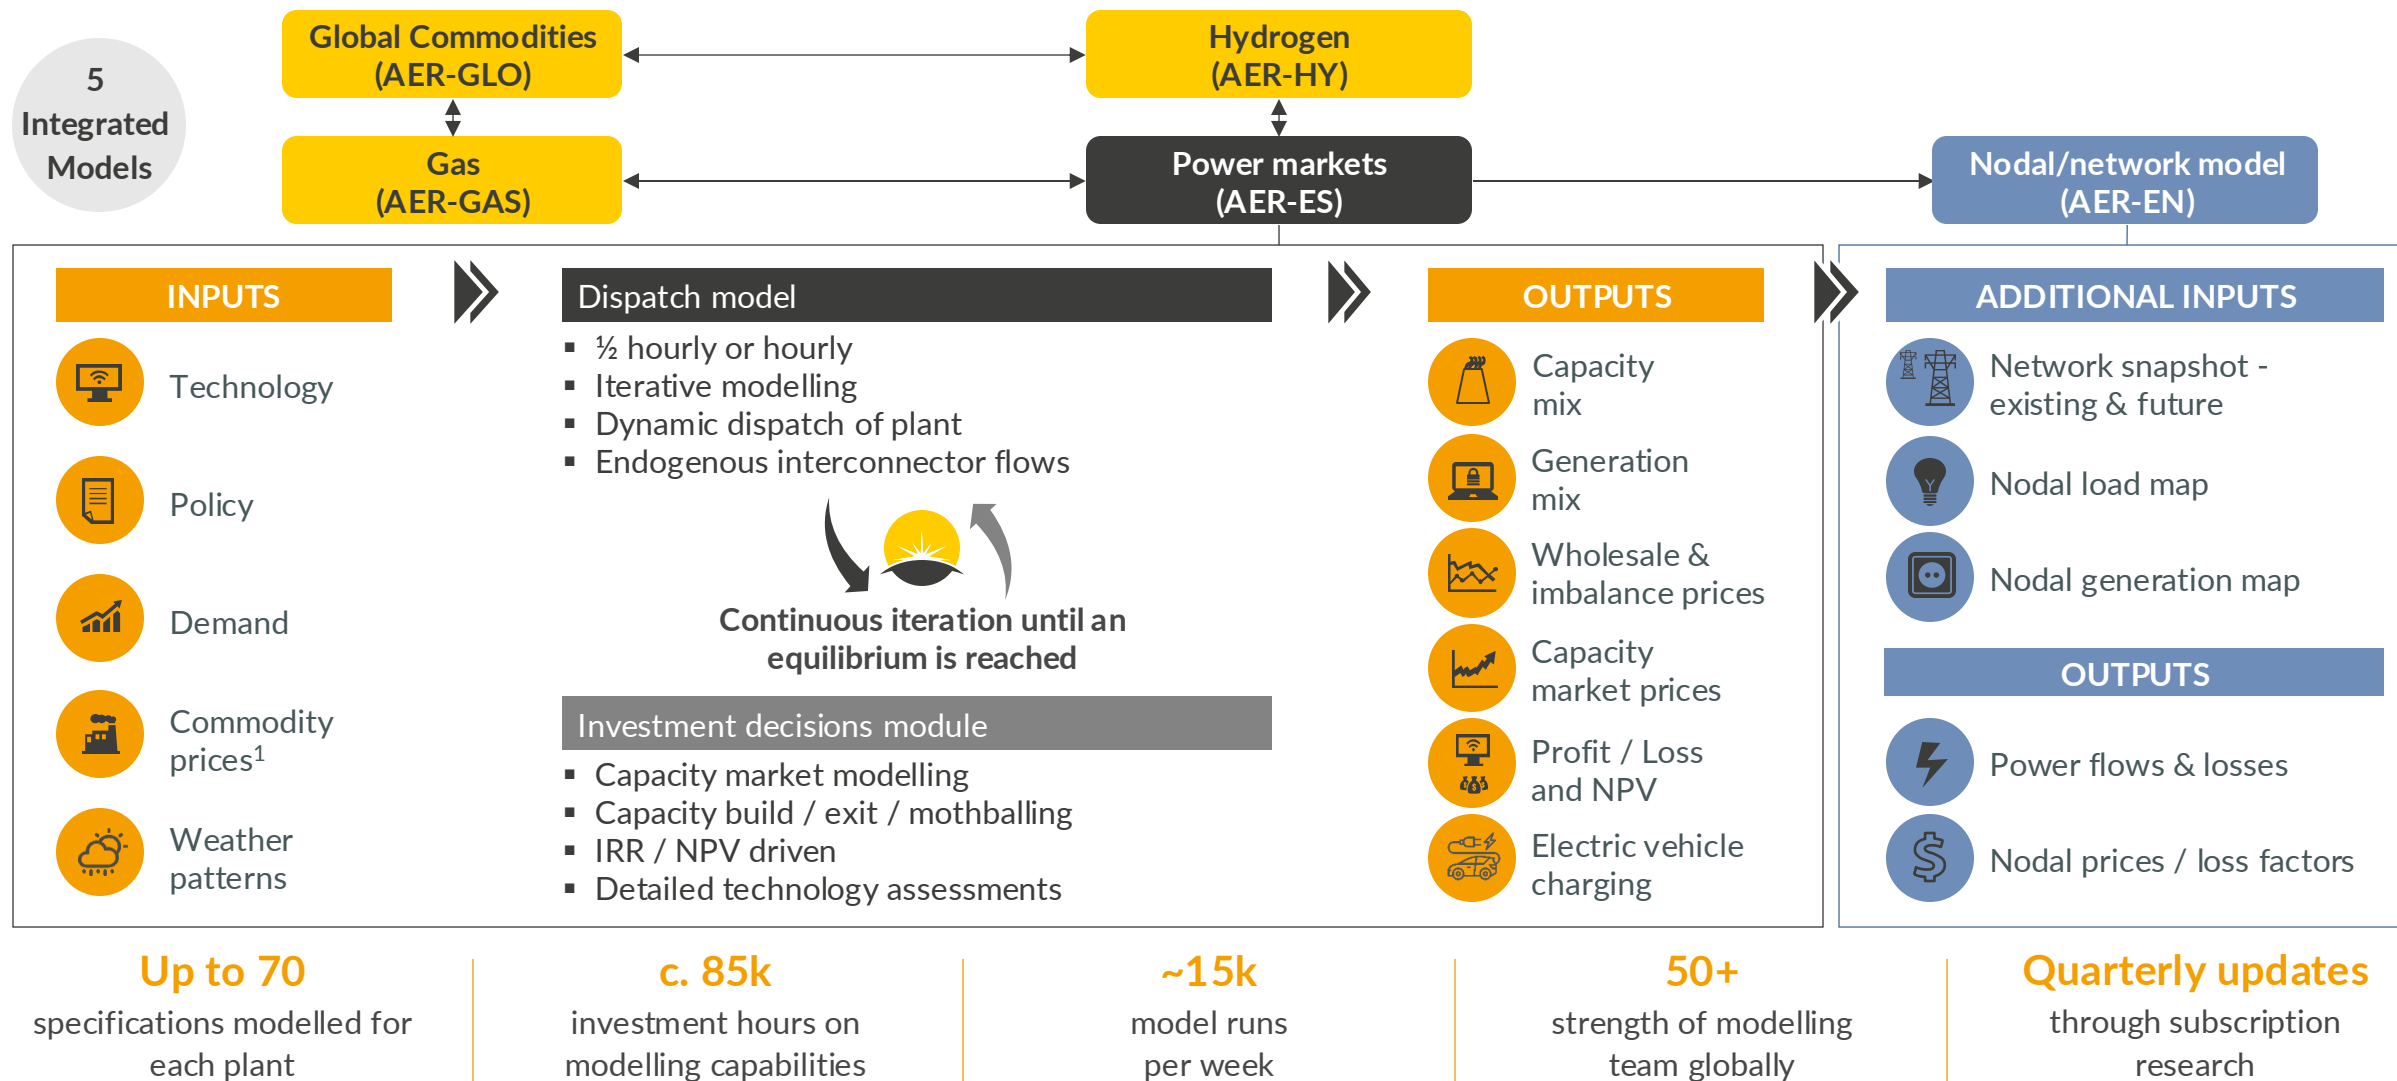 5
Integrated
Models
Global Commodities
(AER-GLO)
Hydrogen
(AER-HY)
Gas
(AER-GAS)
Power markets
(AER-ES)
Nodal/network model
(AER-EN)
INPUTS
Technology
Policy
Demand
Commodity
prices¹
Weather
patterns
Dispatch model
▪ ½ hourly or hourly
▪ Iterative modelling
▪ Dynamic dispatch of plant
▪ Endogenous interconnector flows
Continuous iteration until an
equilibrium is reached
Investment decisions module
▪ Capacity market modelling
▪ Capacity build / exit / mothballing
▪ IRR / NPV driven
▪ Detailed technology assessments
OUTPUTS
Capacity
mix
Generation
mix
Wholesale &
imbalance prices
Capacity
market prices
Profit / Loss
and NPV
Electric vehicle
charging
ADDITIONAL INPUTS
Network snapshot -
existing & future
Nodal load map
Nodal generation map
OUTPUTS
Power flows & losses
Nodal prices / loss factors
Up to 70
specifications modelled for
each plant
c. 85k
investment hours on
modelling capabilities
~15k
model runs
per week
50+
strength of modelling
team globally
Quarterly updates
through subscription
research